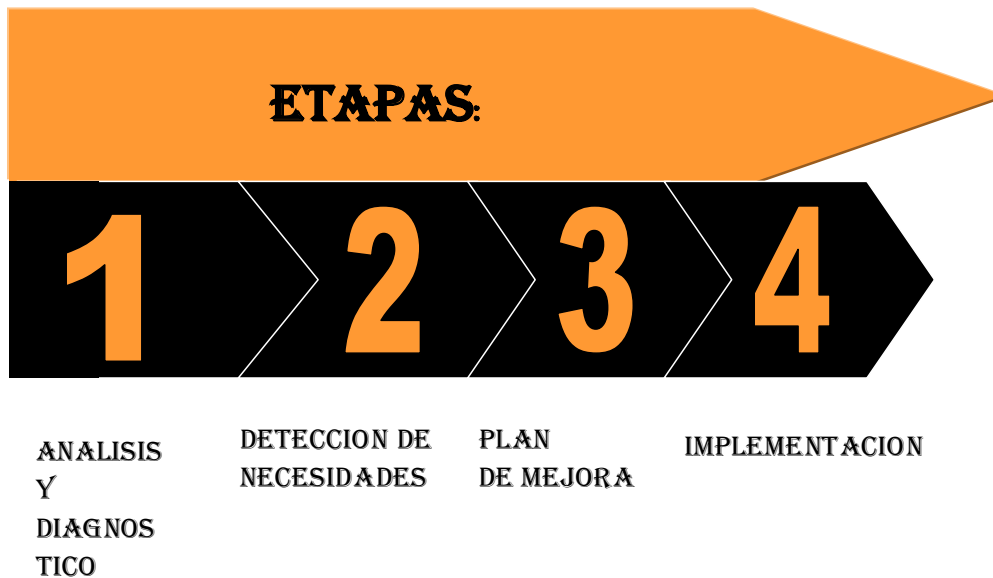 ETAPAS:
1
2
3
4
ANALISIS
Y
DIAGNOS
TICO
DETECCION DE
NECESIDADES
PLAN
DE MEJORA
IMPLEMENTACION